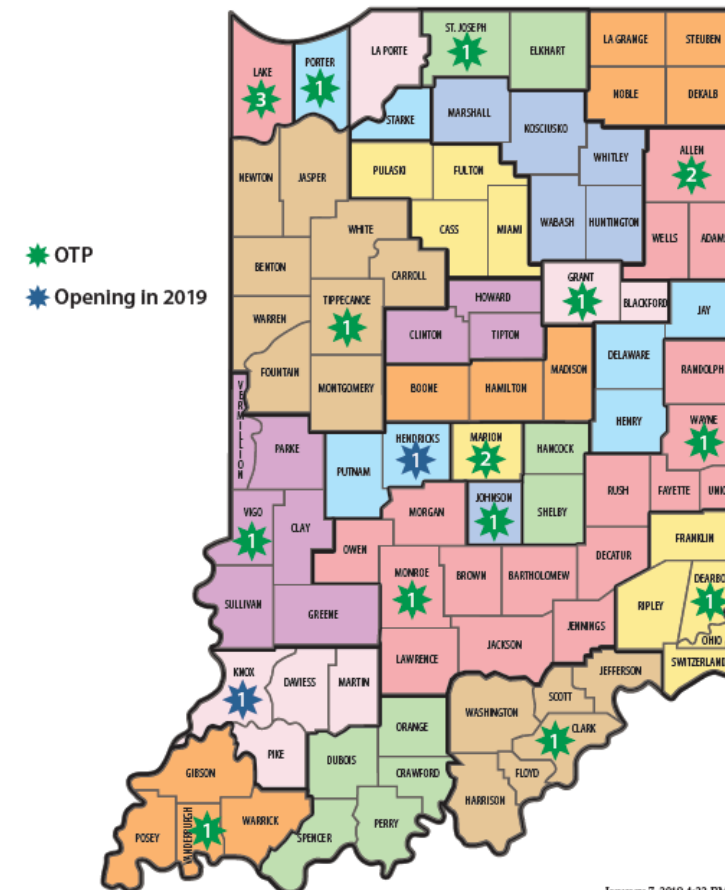 ST. JOSEPH
1
ELKHART
LA GRANGE
STEUBEN
LA PORTE
PORTER
1
LAKE
3
NOBLE
DEKALB
STARKE
MARSHALL
KOSCIUSKO
WHITLEY
ALLEN
2
NEWTON
JASPER
PULASKI
FULTON
WHITE
CASS
MIAMI
WABASH
HUNTINGTON
WELLS
ADAM
OTP
BENTON
CARROLL
GRANT
1
BLACKFORD
Opening in 2019
TIPPECANOE
1
HOWARD
JAY
WARREN
CLINTON
TIPTON
DELAWARE
FOUNTAIN
MONTGOMERY
BOONE
HAMILTON
MADISON
RANDOLPH
VERMILLION
HENRY
WAYNE
1
PARKE
PUTNAM
HENDRICKS
1
MARION
2
HANCOCK
RUSH
FAYETTE
UNIO
VIGO
1
CLAY
MORGAN
JOHNSON
1
SHELBY
OWEN
FRANKLIN
DECATUR
MONROE
1
BROWN
BARTHOLOMEW
DEARBO
1
SULLIVAN
GREENE
RIPLEY
JENNINGS
OHIO
LAWRENCE
JACKSON
SWITZERLAND
KNOX
1
DAVIESS
MARTIN
JEFFERSON
SCOTT
WASHINGTON
ORANGE
CLARK
1
PIKE
DUBOIS
GIBSON
CRAWFORD
FLOYD
HARRISON
POSEY
VANDERBURGH
1
WARRICK
SPENCER
PERRY